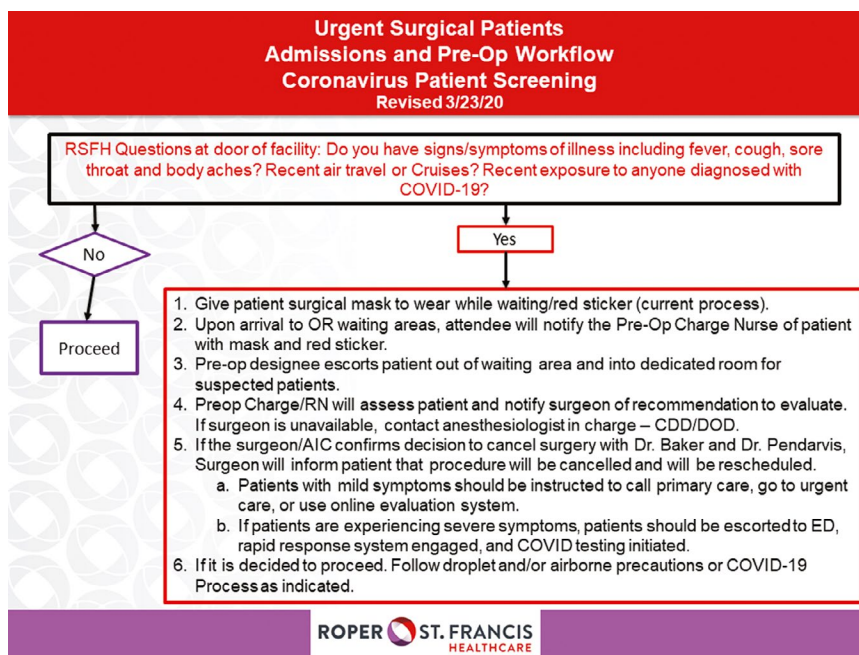 Urgent Surgical Patients
Admissions and Pre-Op Workflow
Coronavirus Patient Screening
Revised 3/23/20
RSFH Questions at door of facility: Do you have signs/symptoms of illness including fever, cough, sore
throat and body aches? Recent air travel or Cruises? Recent exposure to anyone diagnosed with
COVID-19?
No
Yes
Proceed
1. Give patient surgical mask to wear while waiting/red sticker (current process).
2. Upon arrival to OR waiting areas, attendee will notify the Pre-Op Charge Nurse of patient
with mask and red sticker.
3. Pre-op designee escorts patient out of waiting area and into dedicated room for
suspected patients.
4. Preop Charge/RN will assess patient and notify surgeon of recommendation to evaluate.
If surgeon is unavailable, contact anesthesiologist in charge – CDD/DOD.
5. If the surgeon/AIC confirms decision to cancel surgery with Dr. Baker and Dr. Pendarvis,
Surgeon will inform patient that procedure will be cancelled and will be rescheduled.
a. Patients with mild symptoms should be instructed to call primary care, go to urgent
care, or use online evaluation system.
b. If patients are experiencing severe symptoms, patients should be escorted to ED,
rapid response system engaged, and COVID testing initiated.
6. If it is decided to proceed. Follow droplet and/or airborne precautions or COVID-19
Process as indicated.
ROPER ST. FRANCIS
HEALTHCARE